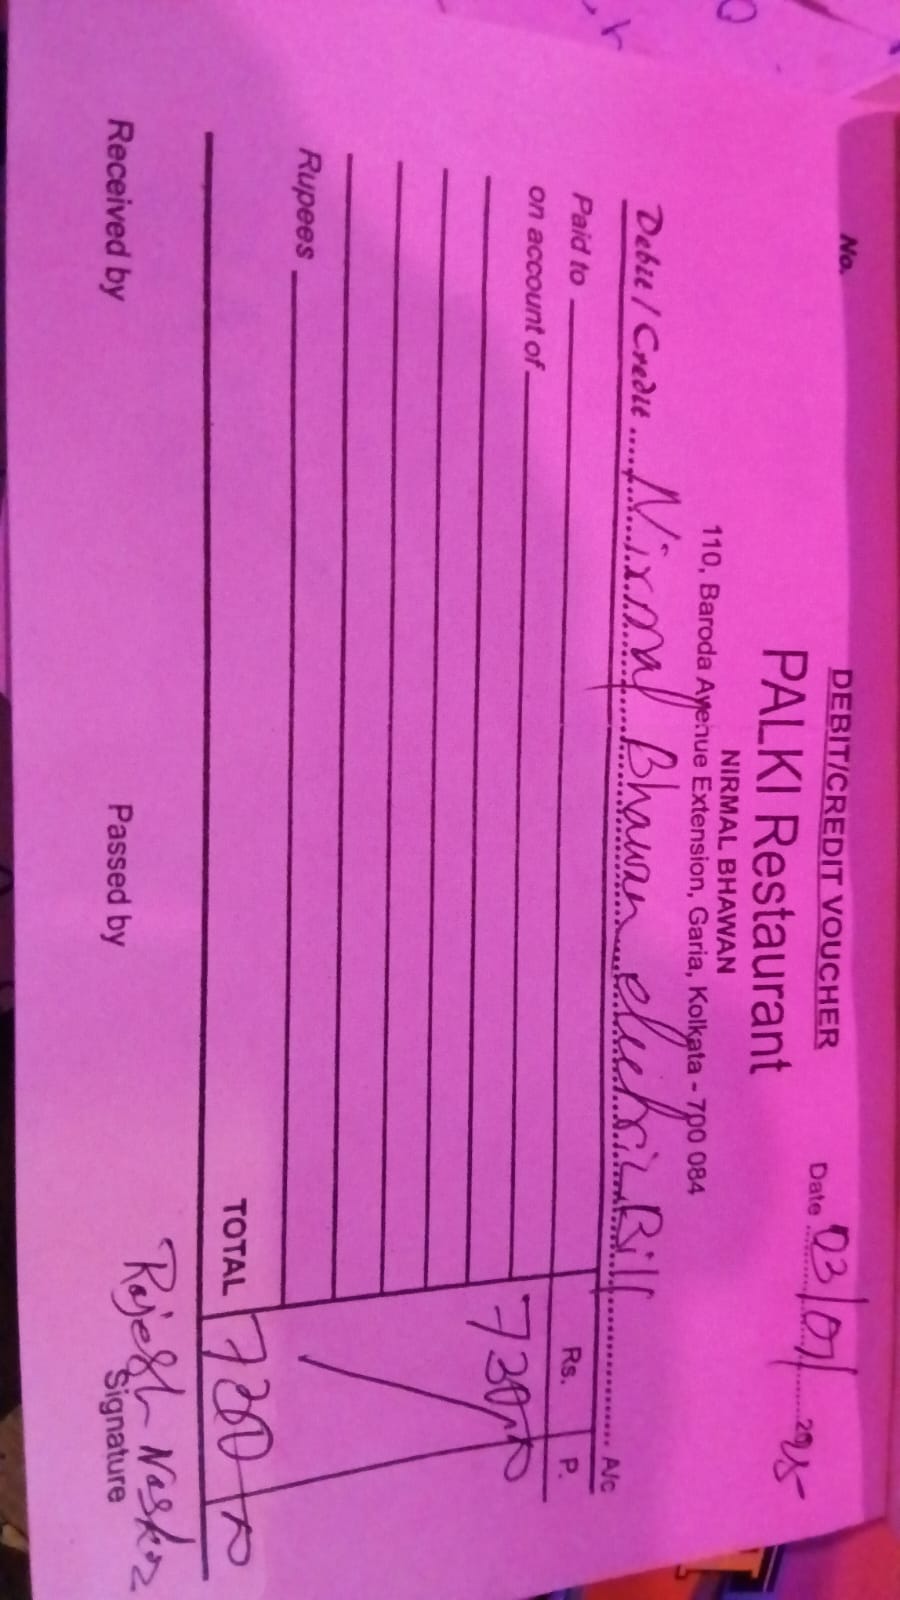 No.
DEBIT/CREDIT VOUCHER
PALKI Restaurant
Date 03/01/2025
NIRMAL BHAWAN
110, Baroda Avenue Extension, Garia, Kolkata - 700 084
Debit / Credit Nirmal Bhawan electric Bill A/c
Paid to Rs. P.
on account of 730
Rupees
TOTAL 730
Rajesh Naskar
Received by Passed by Signature